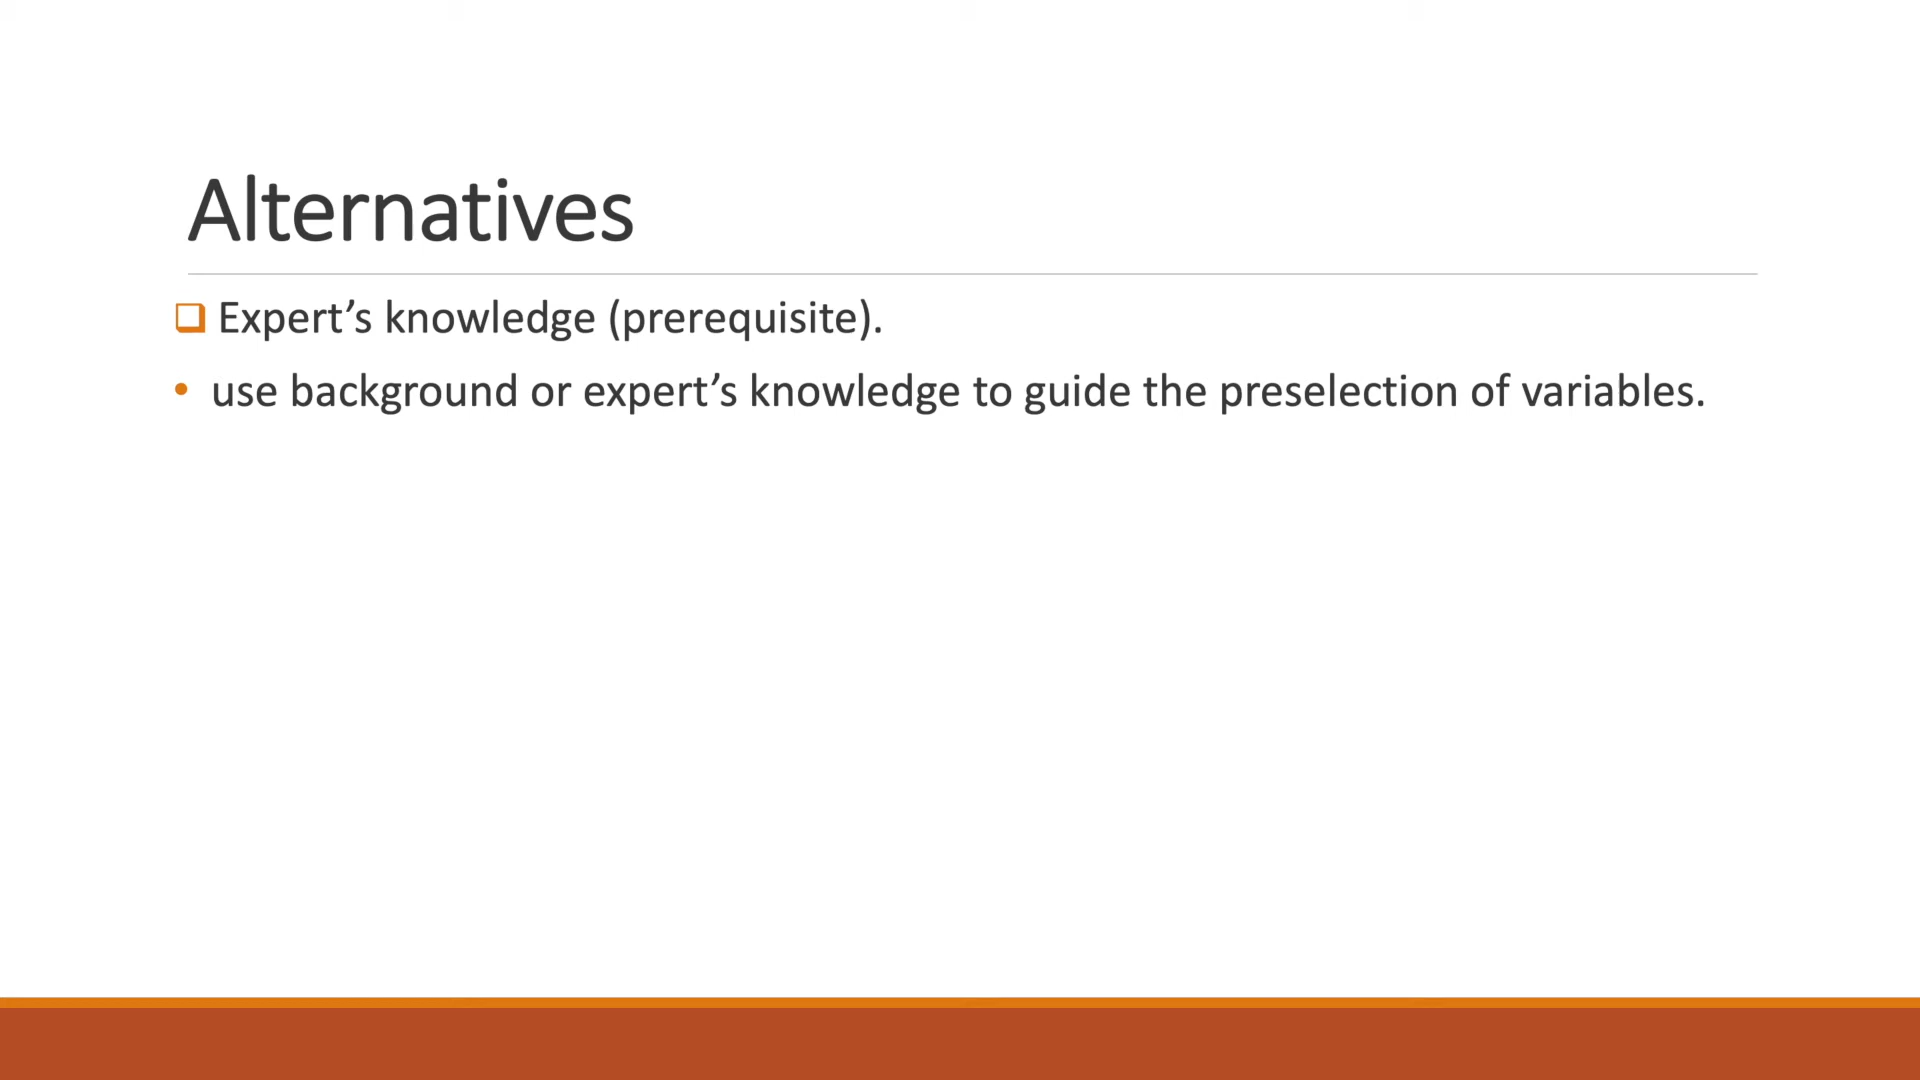 Alternatives
Expert’s knowledge (prerequisite).
• use background or expert’s knowledge to guide the preselection of variables.